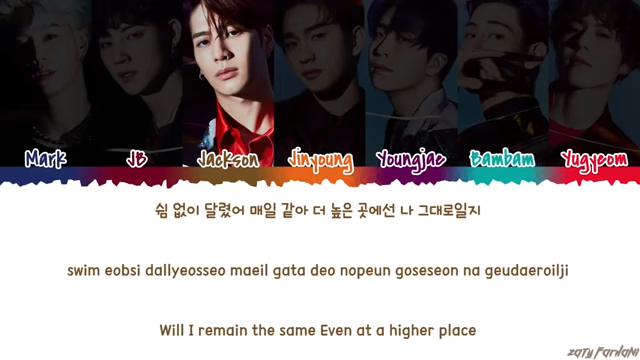 Mark JB Jackson Jinyoung Youngjae Bambam Yugyeom
쉼 없이 달렸어 매일 같아 더 높은 곳에선 나 그대로일지
swim eobsi dallyeosseo maeil gata deo nopeun goseseon na geudaeroilji
Will I remain the same Even at a higher place
ZaTy FarhaNi